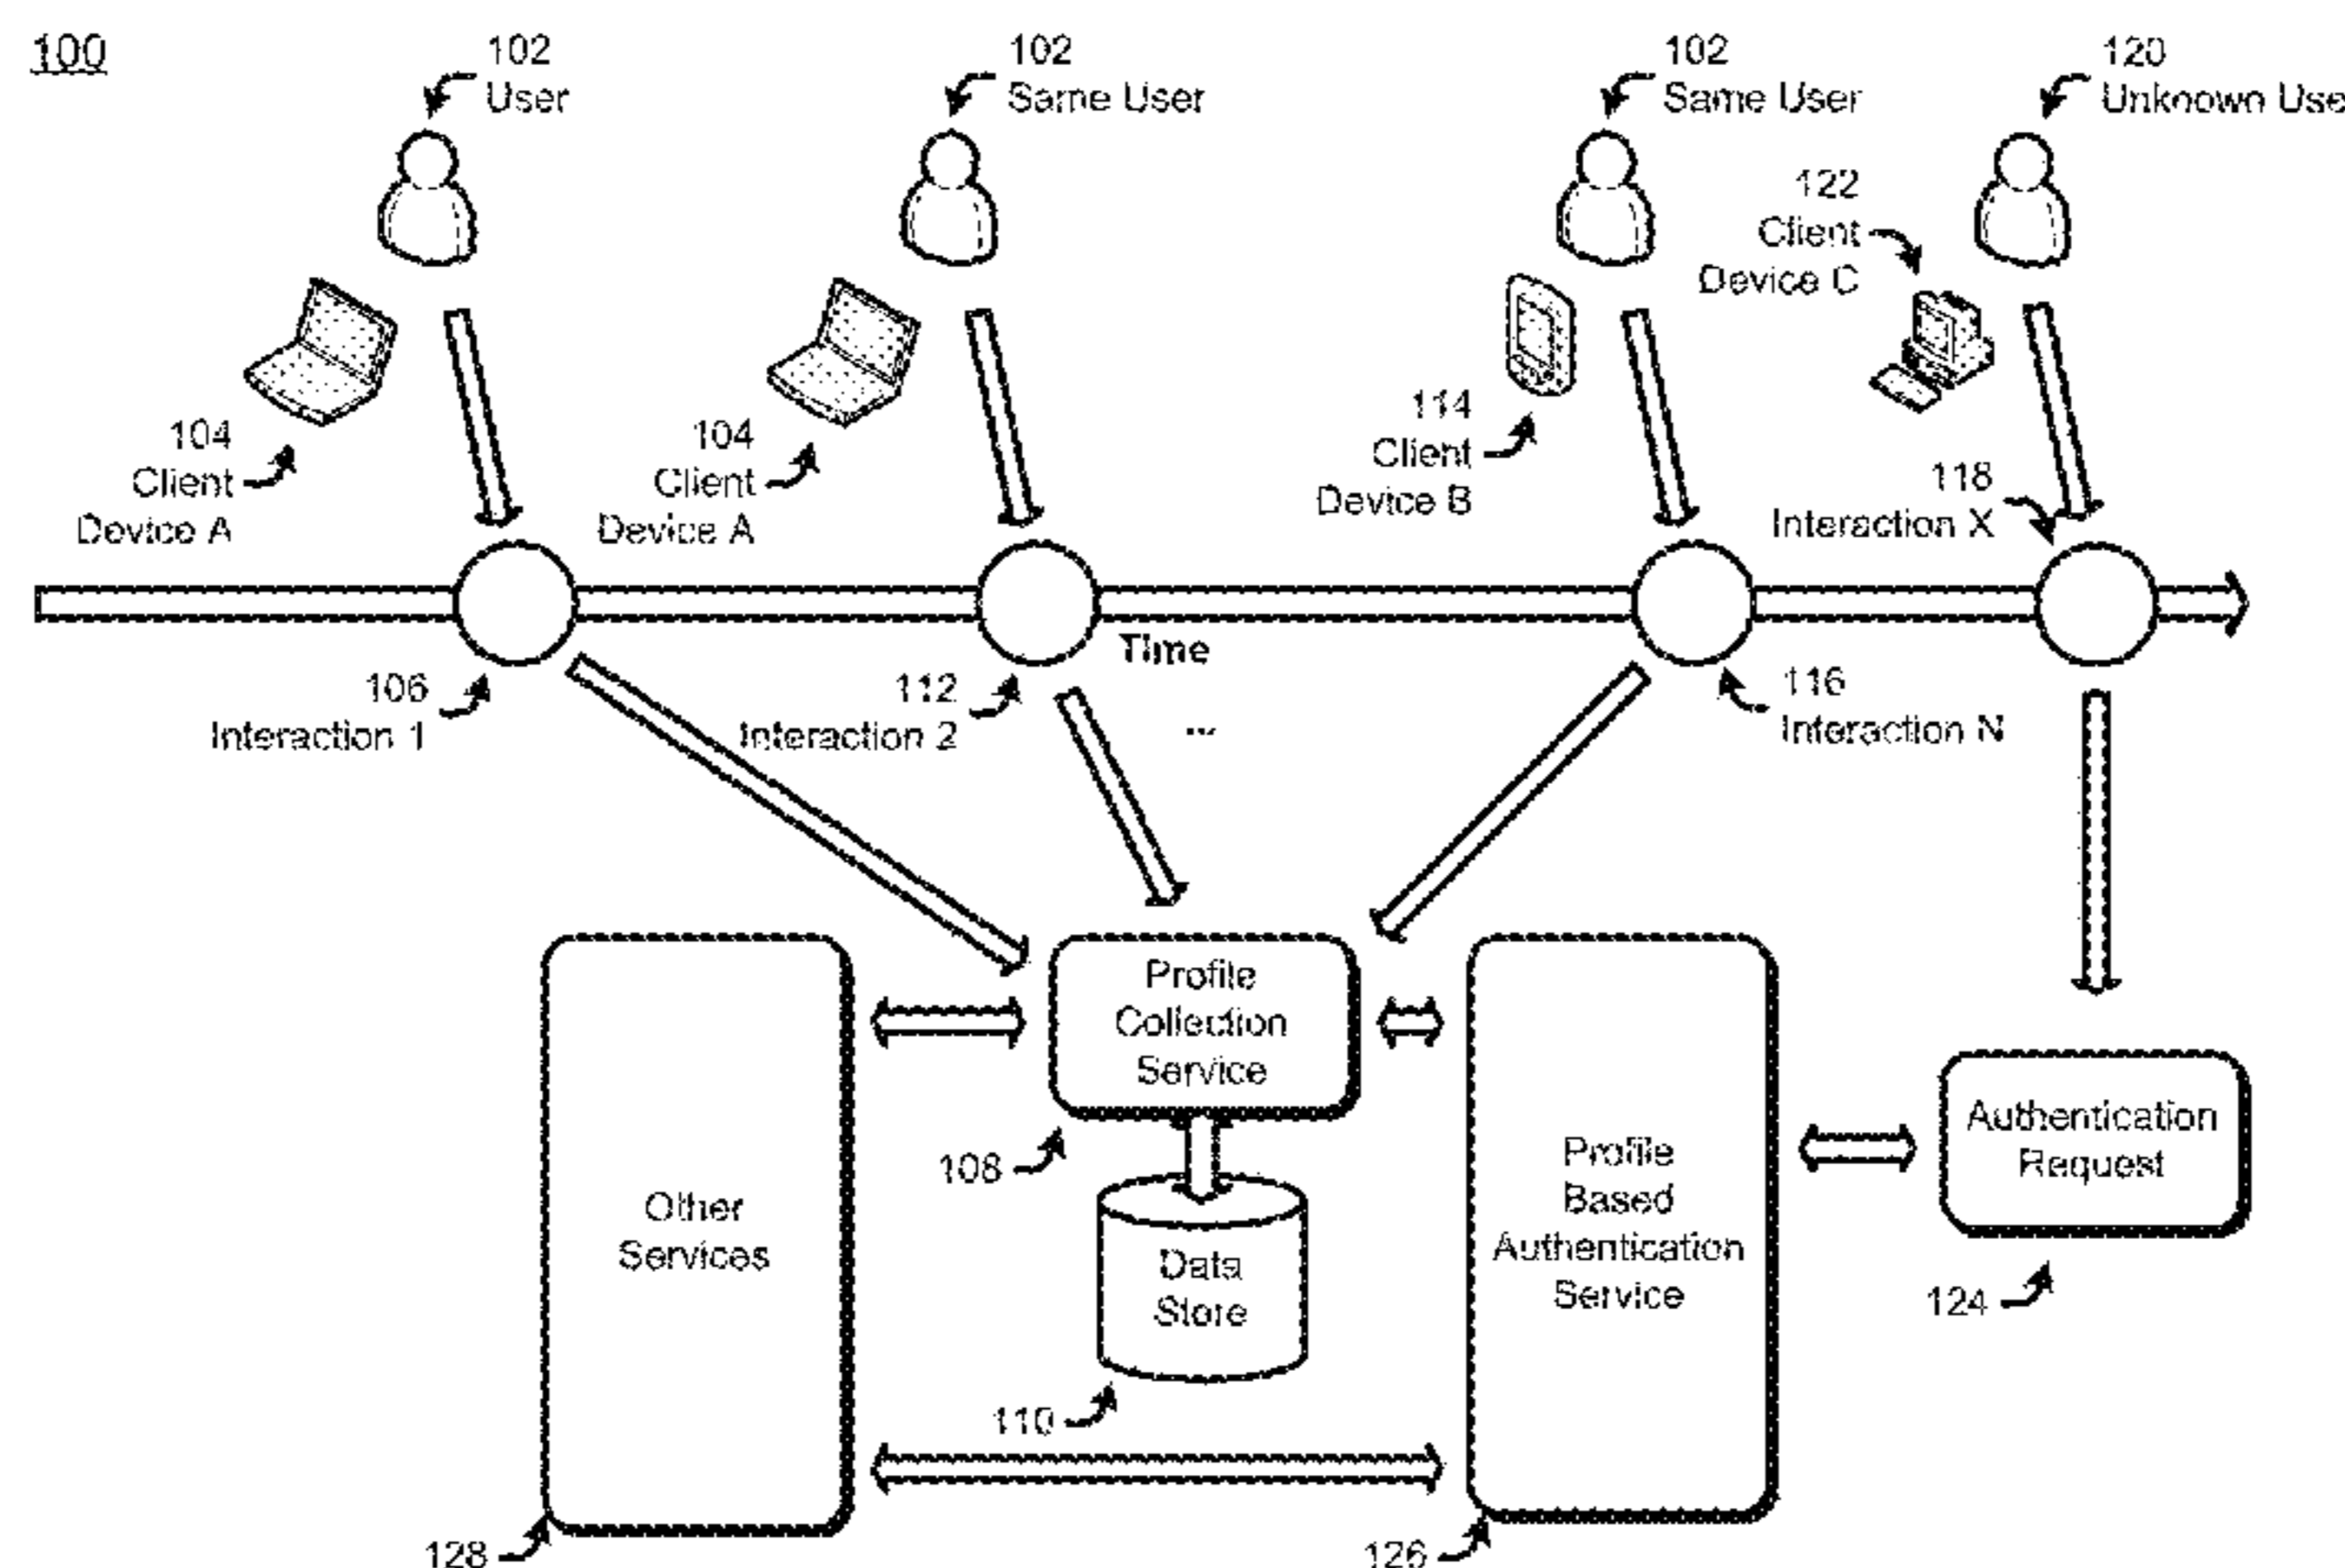 100
102
User
102
Same User
102
Same User
120
Unknown Use
122
Client
Device C
104
Client
Device A
104
Client
Device A
114
Client
Device B
118
Interaction X
Time
106
Interaction 1
112
Interaction 2
...
116
Interaction N
Profile
Collection
Service
108
Data
Store
110
Other
Services
128
Profile
Based
Authentication
Service
126
Authentication
Request
124